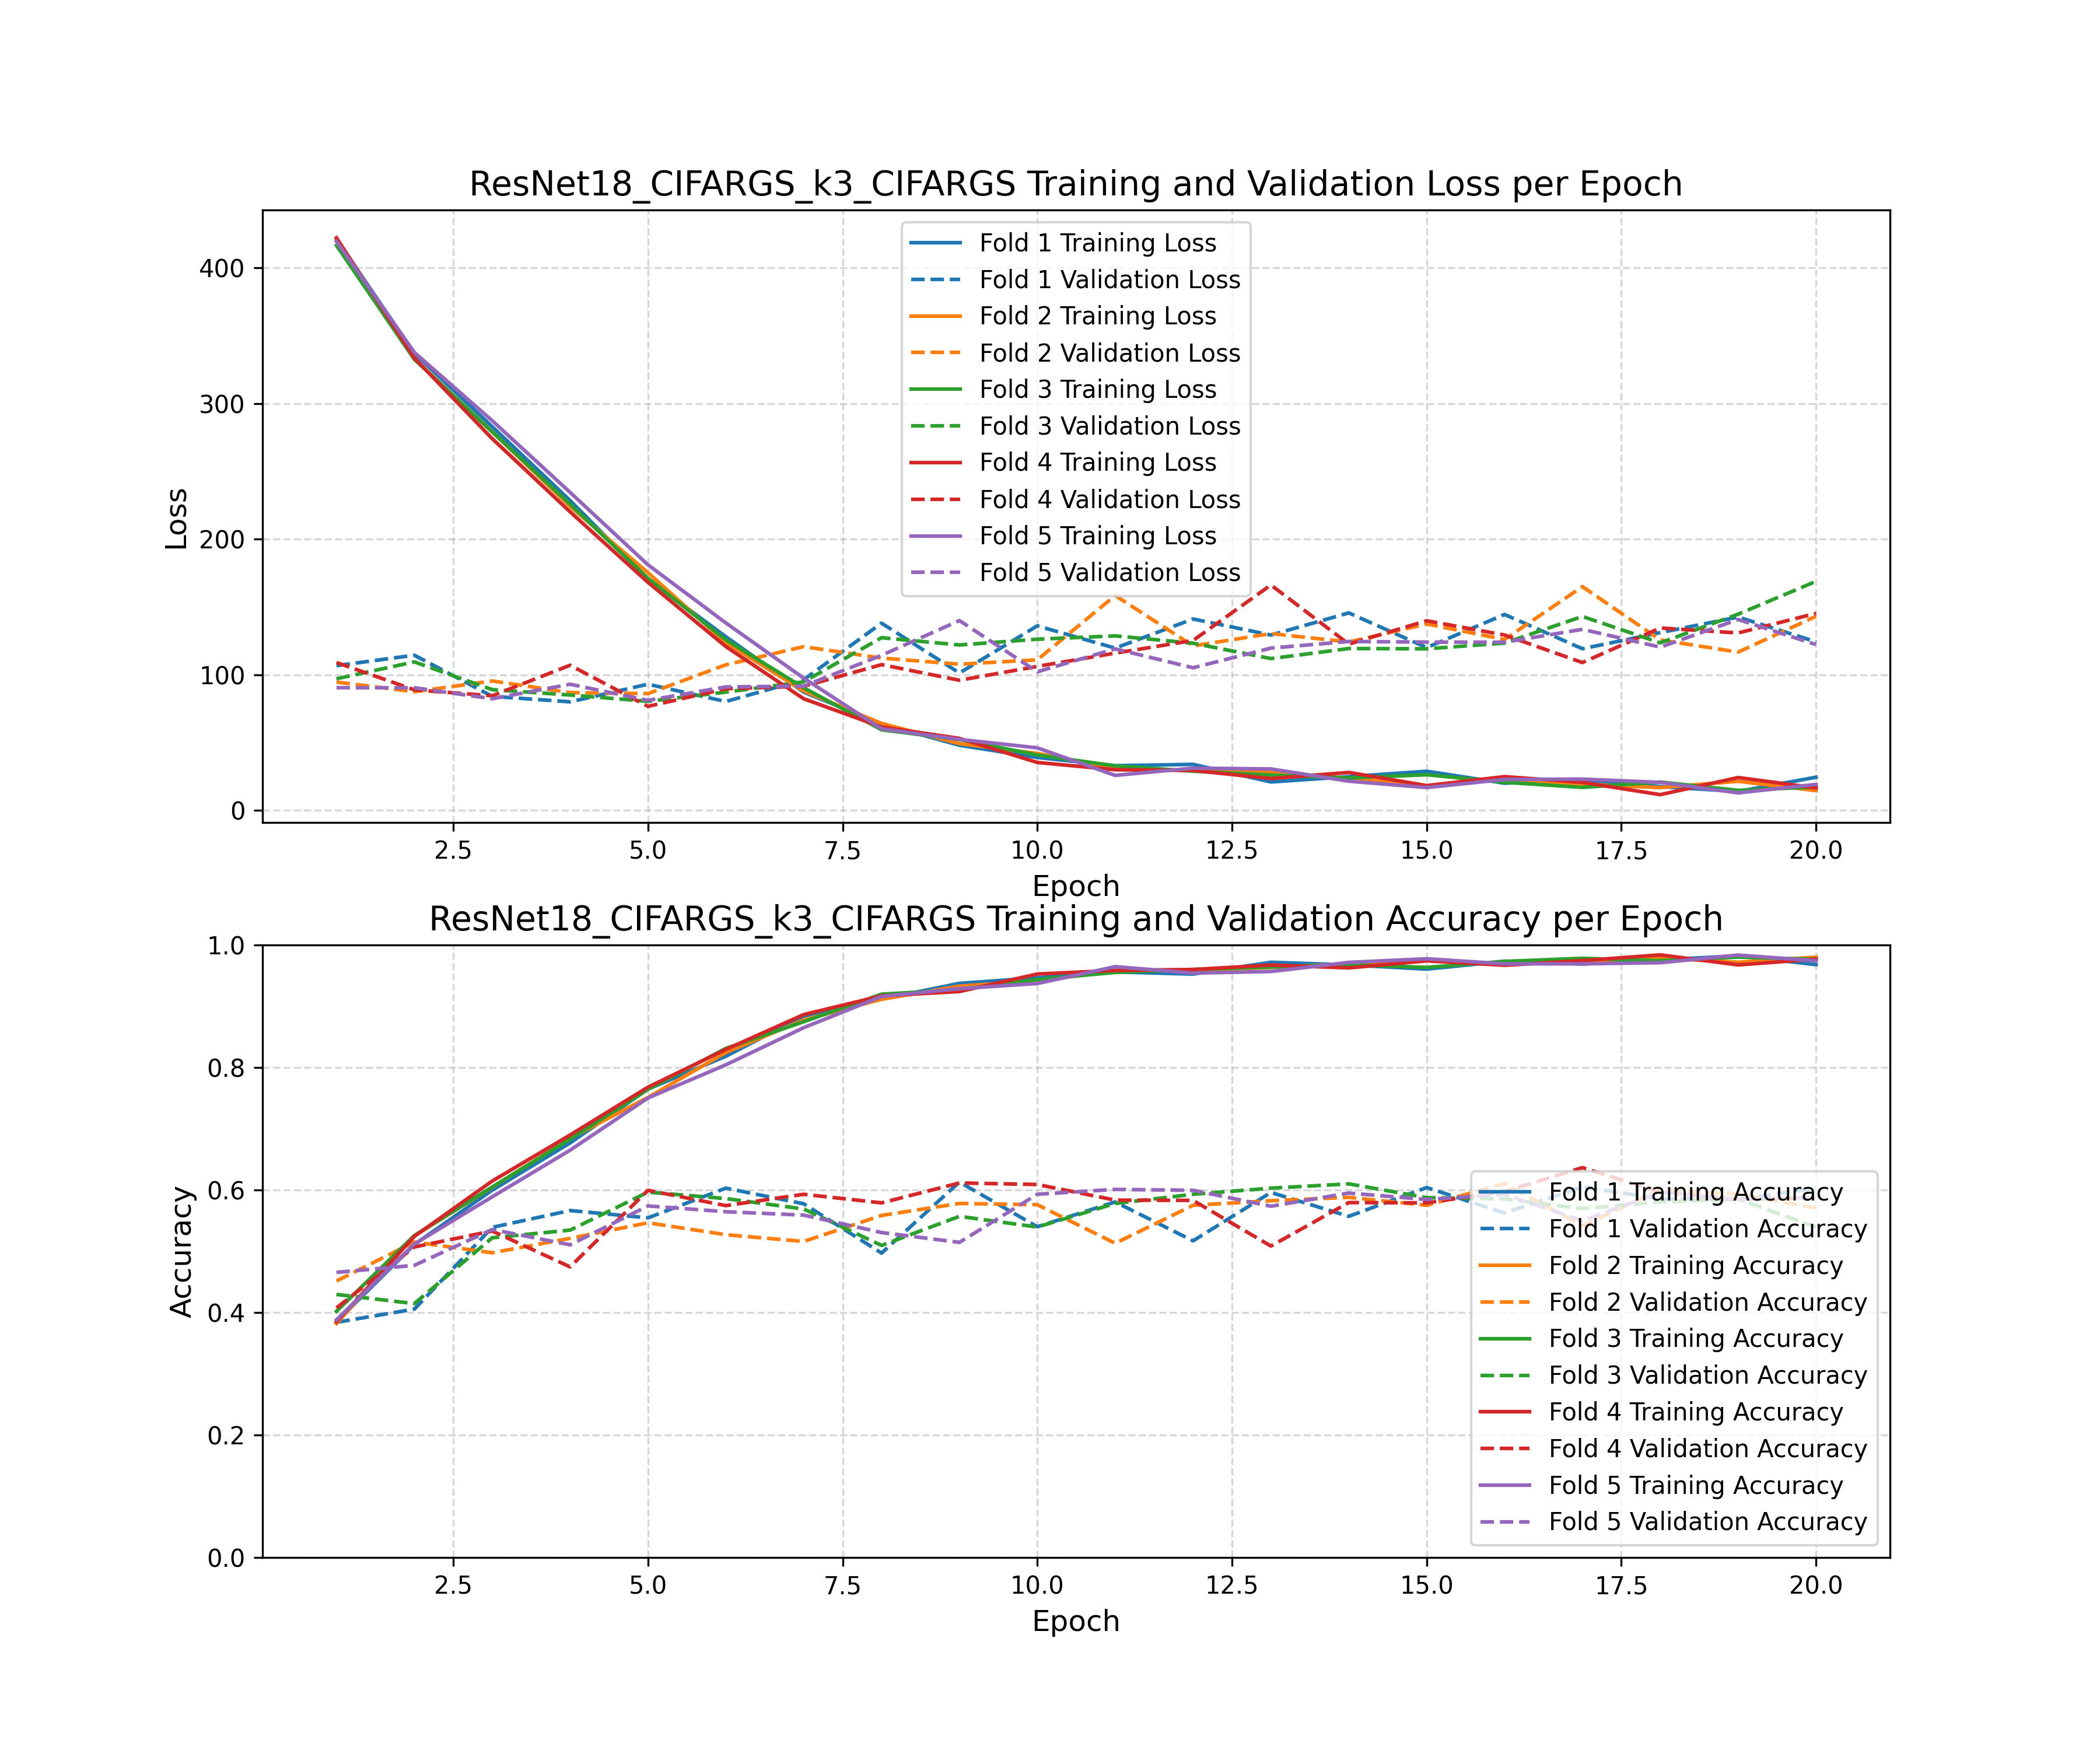 ResNet18_CIFARGS_k3_CIFARGS Training and Validation Loss per Epoch
Loss
400
300
200
100
0
Fold 1 Training Loss
Fold 1 Validation Loss
Fold 2 Training Loss
Fold 2 Validation Loss
Fold 3 Training Loss
Fold 3 Validation Loss
Fold 4 Training Loss
Fold 4 Validation Loss
Fold 5 Training Loss
Fold 5 Validation Loss
2.5 5.0 7.5 10.0 12.5 15.0 17.5 20.0
Epoch
ResNet18_CIFARGS_k3_CIFARGS Training and Validation Accuracy per Epoch
Accuracy
1.0
0.8
0.6
0.4
0.2
0.0
Fold 1 Training Accuracy
Fold 1 Validation Accuracy
Fold 2 Training Accuracy
Fold 2 Validation Accuracy
Fold 3 Training Accuracy
Fold 3 Validation Accuracy
Fold 4 Training Accuracy
Fold 4 Validation Accuracy
Fold 5 Training Accuracy
Fold 5 Validation Accuracy
2.5 5.0 7.5 10.0 12.5 15.0 17.5 20.0
Epoch